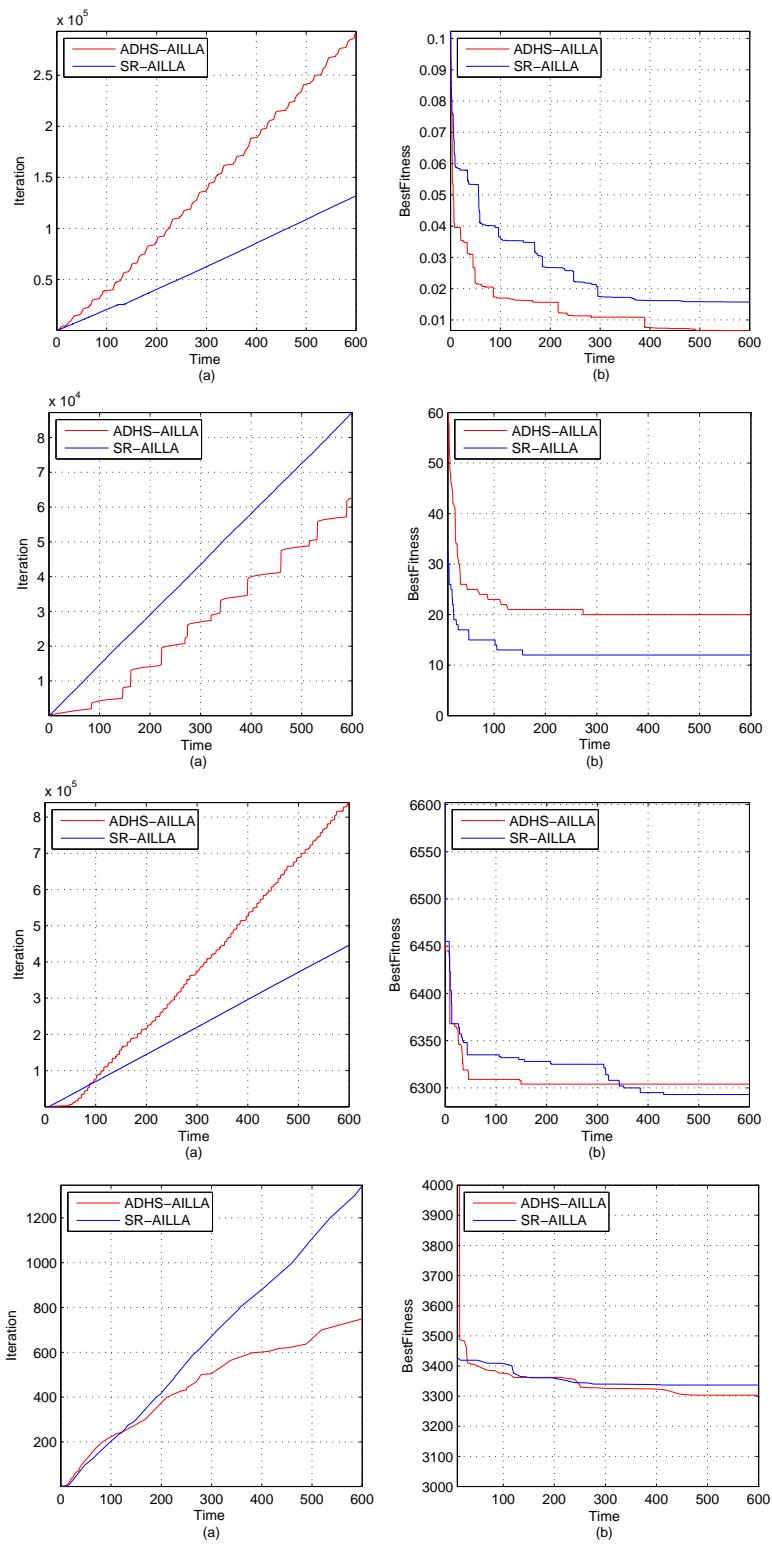 x 10^5
ADHS−AILLA
SR−AILLA
2.5
2
1.5
1
0.5
Iteration
0 100 200 300 400 500 600
Time
(a)
ADHS−AILLA
SR−AILLA
0.1
0.09
0.08
0.07
0.06
0.05
0.04
0.03
0.02
0.01
BestFitness
0 100 200 300 400 500 600
Time
(b)
x 10^4
ADHS−AILLA
SR−AILLA
8
7
6
5
4
3
2
1
Iteration
0 100 200 300 400 500 600
Time
(a)
ADHS−AILLA
SR−AILLA
60
50
40
30
20
10
0
BestFitness
100 200 300 400 500 600
Time
(b)
x 10^5
ADHS−AILLA
SR−AILLA
8
7
6
5
4
3
2
1
Iteration
0 100 200 300 400 500 600
Time
(a)
ADHS−AILLA
SR−AILLA
6600
6550
6500
6450
6400
6350
6300
BestFitness
0 100 200 300 400 500 600
Time
(b)
ADHS−AILLA
SR−AILLA
1200
1000
800
600
400
200
Iteration
0 100 200 300 400 500 600
Time
(a)
ADHS−AILLA
SR−AILLA
4000
3900
3800
3700
3600
3500
3400
3300
3200
3100
3000
BestFitness
100 200 300 400 500 600
Time
(b)